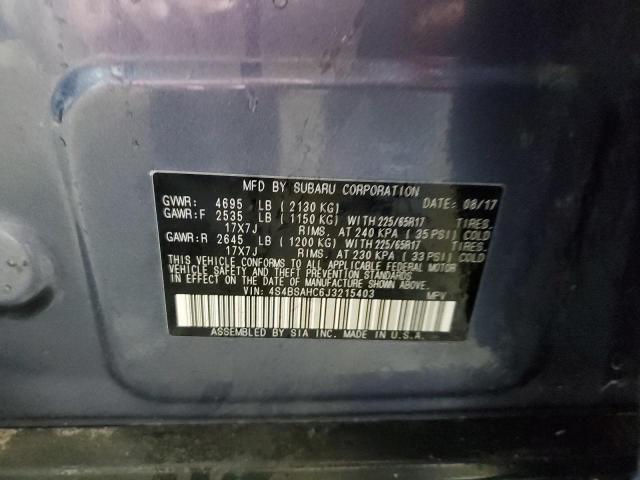 MFD BY SUBARU CORPORATION
GVWR: 4695 LB (2130 KG) DATE: 08/17
GAWR:F 2535 LB (1150 KG) WITH 225/65R17 TIRES,
17X7J RIMS, AT 240 KPA (35 PSI) COLD
GAWR:R 2645 LB (1200 KG) WITH 225/65R17 TIRES,
17X7J RIMS, AT 230 KPA (33 PSI) COLD
THIS VEHICLE CONFORMS TO ALL APPLICABLE FEDERAL MOTOR
VEHICLE SAFETY AND THEFT PREVENTION STANDARDS
IN EFFECT ON THE DATE OF MANUFACTURE SHOWN ABOVE.
VIN: 4S4BSAHC6J3215403 MPV
ASSEMBLED BY SIA INC. MADE IN U.S.A.